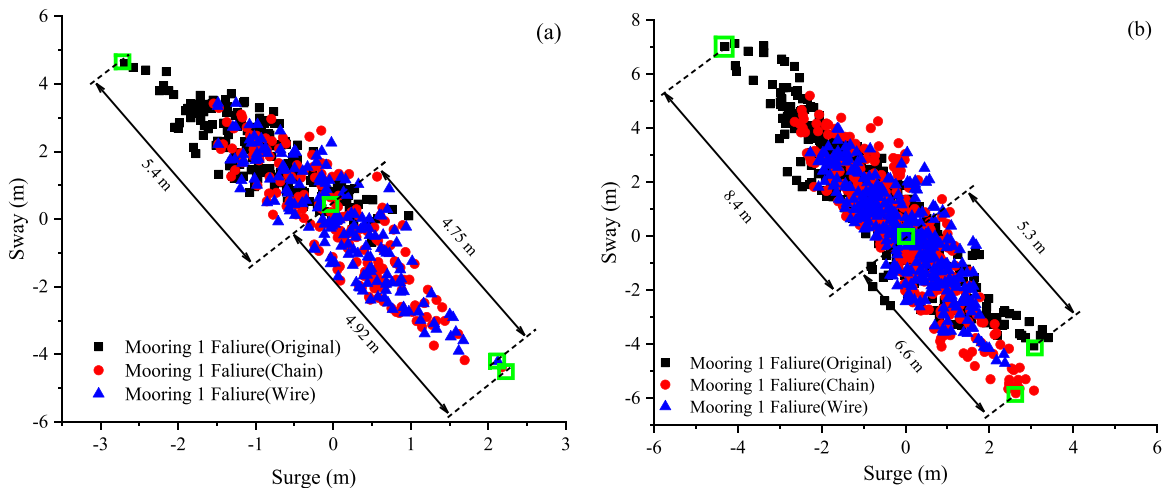 (a)
6
4
2
0
-2
-4
-6
Sway (m)
5.4 m
4.75 m
4.92 m
Mooring 1 Faliure(Original)
Mooring 1 Faliure(Chain)
Mooring 1 Faliure(Wire)
-3
-2
-1
0
1
2
3
Surge (m)
(b)
8
6
4
2
0
-2
-4
-6
Sway (m)
8.4 m
5.3 m
6.6 m
Mooring 1 Faliure(Original)
Mooring 1 Faliure(Chain)
Mooring 1 Faliure(Wire)
-6
-4
-2
0
2
4
6
Surge (m)